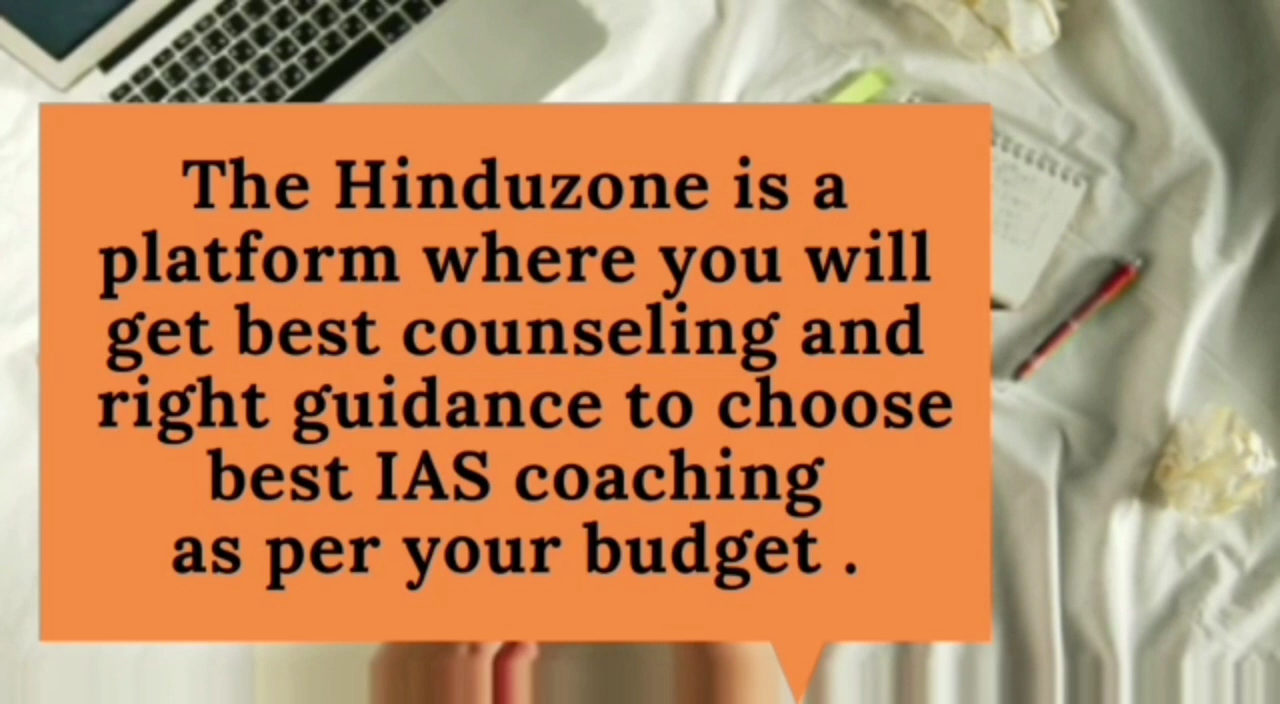 The Hinduzone is a
platform where you will
get best counseling and
right guidance to choose
best IAS coaching
as per your budget .